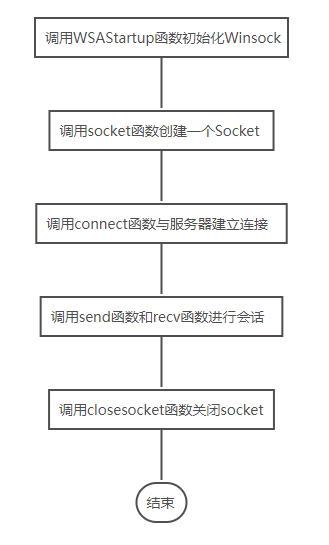 调用WSAStartup函数初始化Winsock
调用socket函数创建一个Socket
调用connect函数与服务器建立连接
调用send函数和recv函数进行会话
调用closesocket函数关闭socket
结束